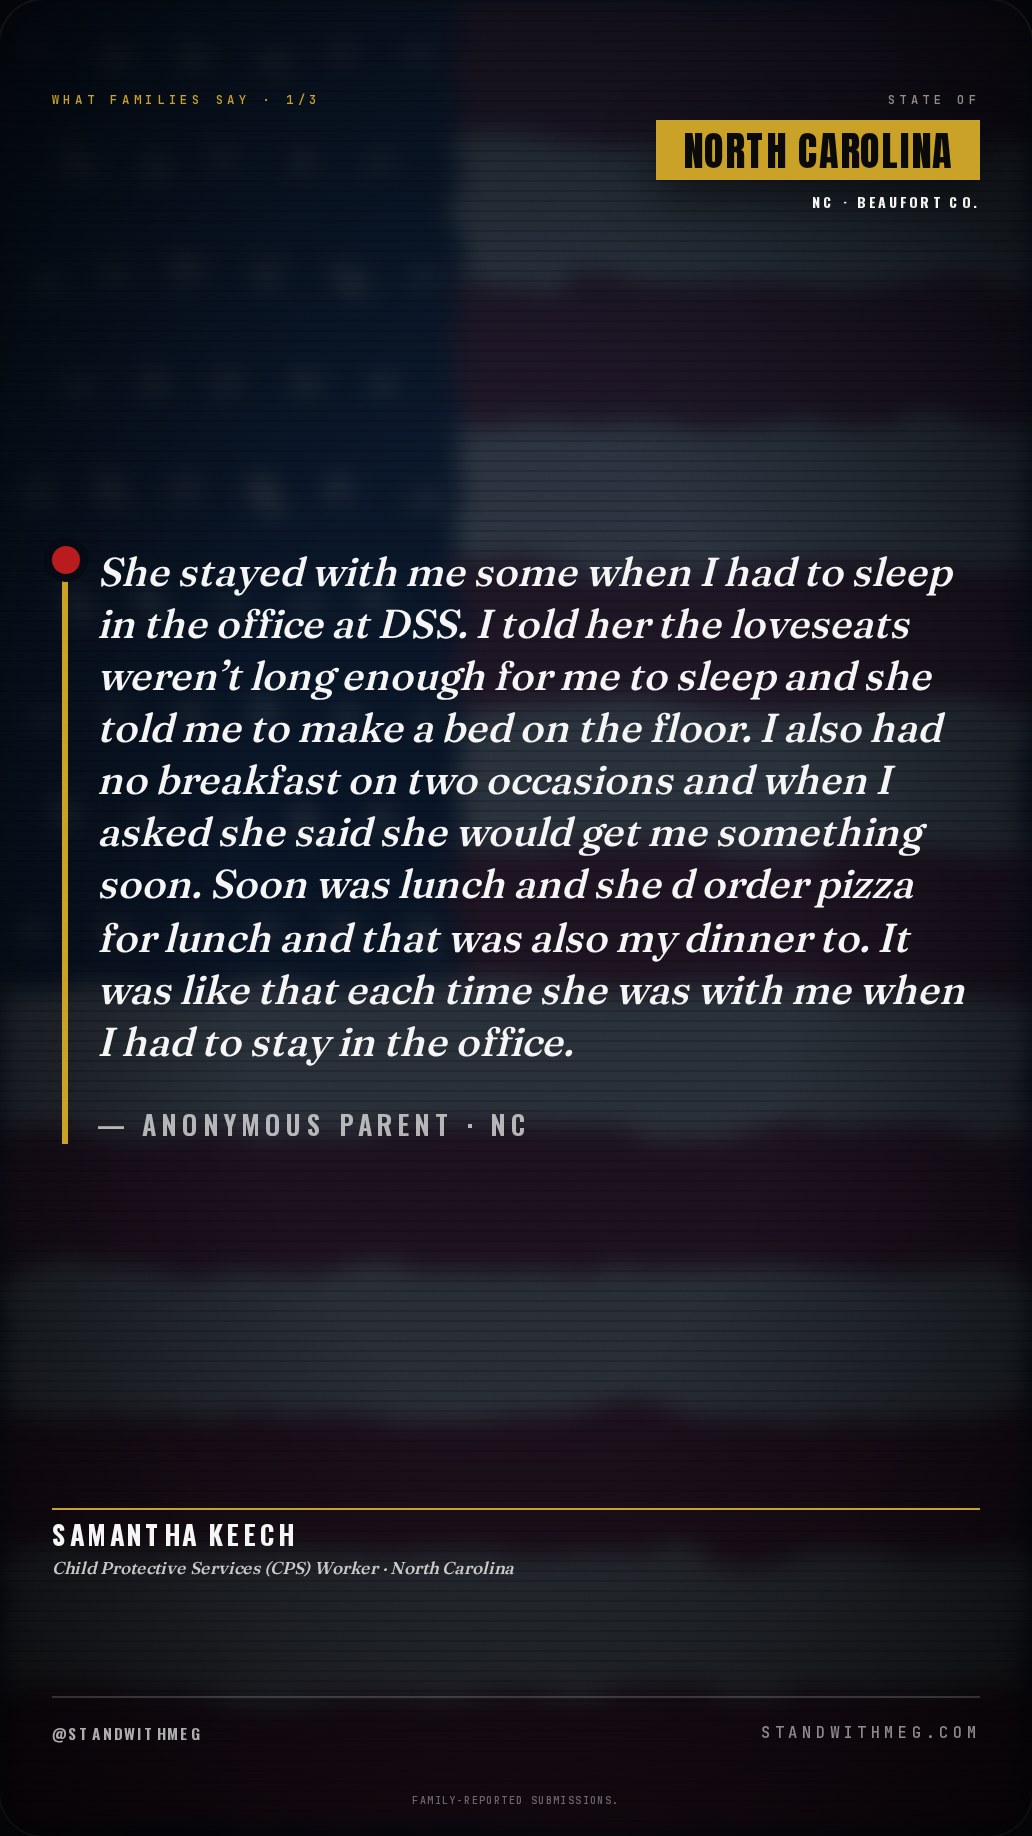 WHAT FAMILIES SAY · 1/3
STATE OF
NORTH CAROLINA
NC · BEAUFORT CO.
She stayed with me some when I had to sleep
in the office at DSS. I told her the loveseats
weren’t long enough for me to sleep and she
told me to make a bed on the floor. I also had
no breakfast on two occasions and when I
asked she said she would get me something
soon. Soon was lunch and she d order pizza
for lunch and that was also my dinner to. It
was like that each time she was with me when
I had to stay in the office.
— ANONYMOUS PARENT · NC
SAMANTHA KEECH
Child Protective Services (CPS) Worker · North Carolina
@STANDWITHMEG
STANDWITHMEG.COM
FAMILY-REPORTED SUBMISSIONS.